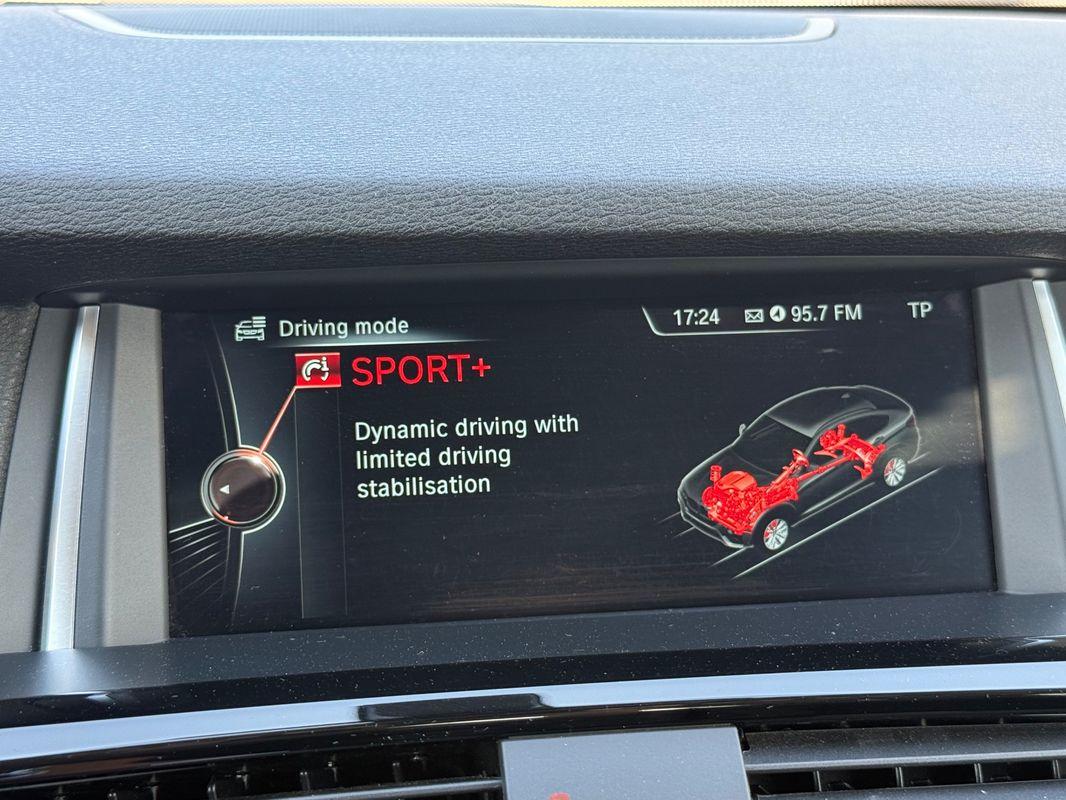 Driving mode
17:24 95.7 FM TP
SPORT+
Dynamic driving with
limited driving
stabilisation